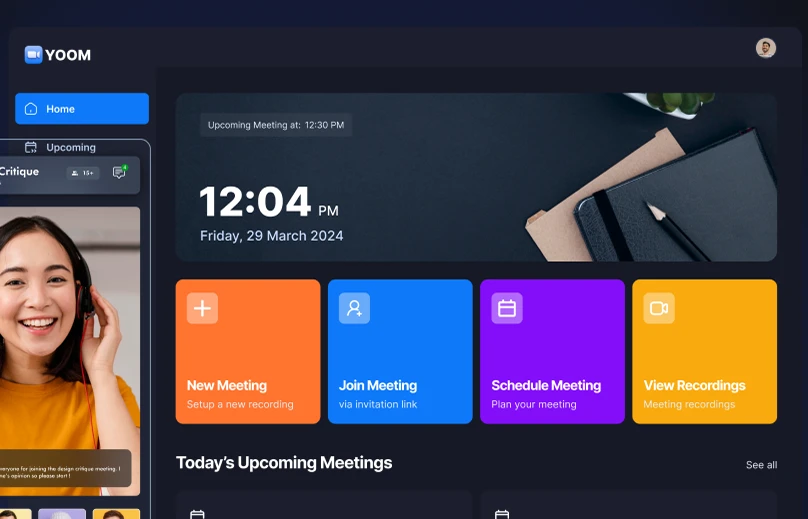 YOOM
Home
Upcoming
Critique
15+
Upcoming Meeting at: 12:30 PM
12:04 PM
Friday, 29 March 2024
New Meeting
Setup a new recording
Join Meeting
via invitation link
Schedule Meeting
Plan your meeting
View Recordings
Meeting recordings
everyone for joining the design critique meeting. I
's opinion so please start !
Today's Upcoming Meetings
See all